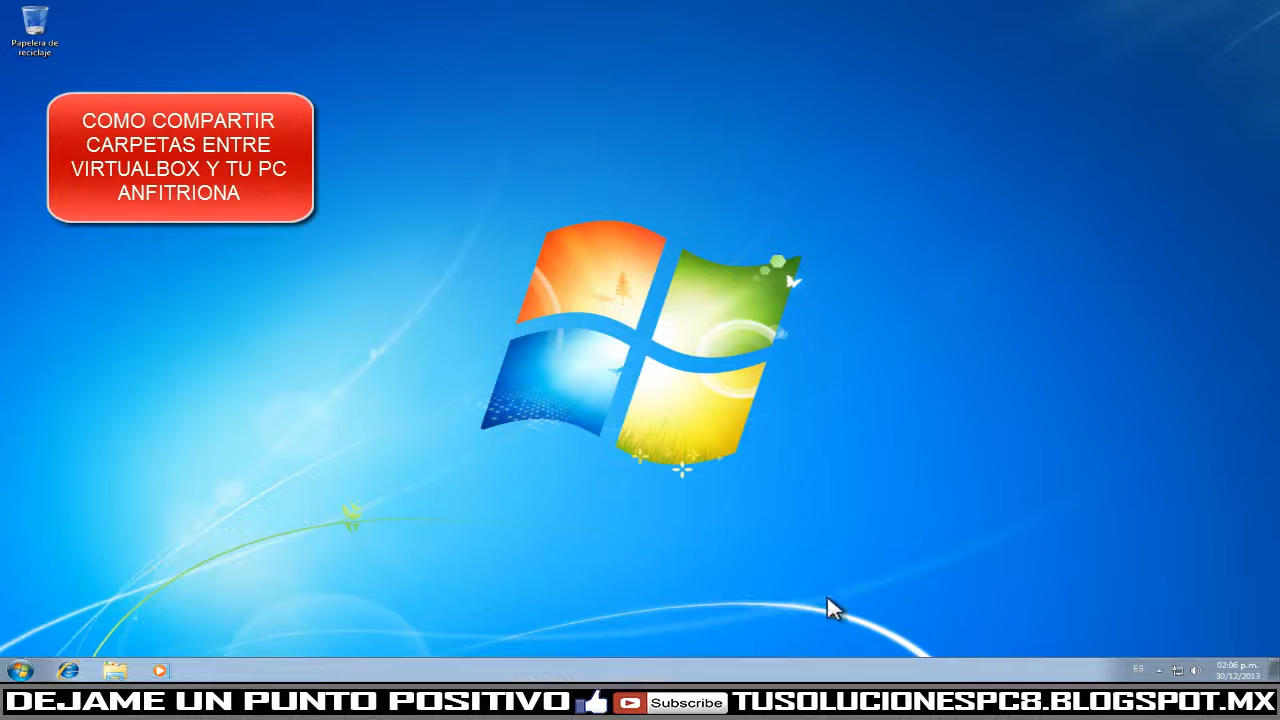 Papelera de
reciclaje
COMO COMPARTIR
CARPETAS ENTRE
VIRTUALBOX Y TU PC
ANFITRIONA
ES
02:06 p.m.
30/12/2013
DEJAME UN PUNTO POSITIVO Subscribe TUSOLUCIONESPC8.BLOGSPOT.MX